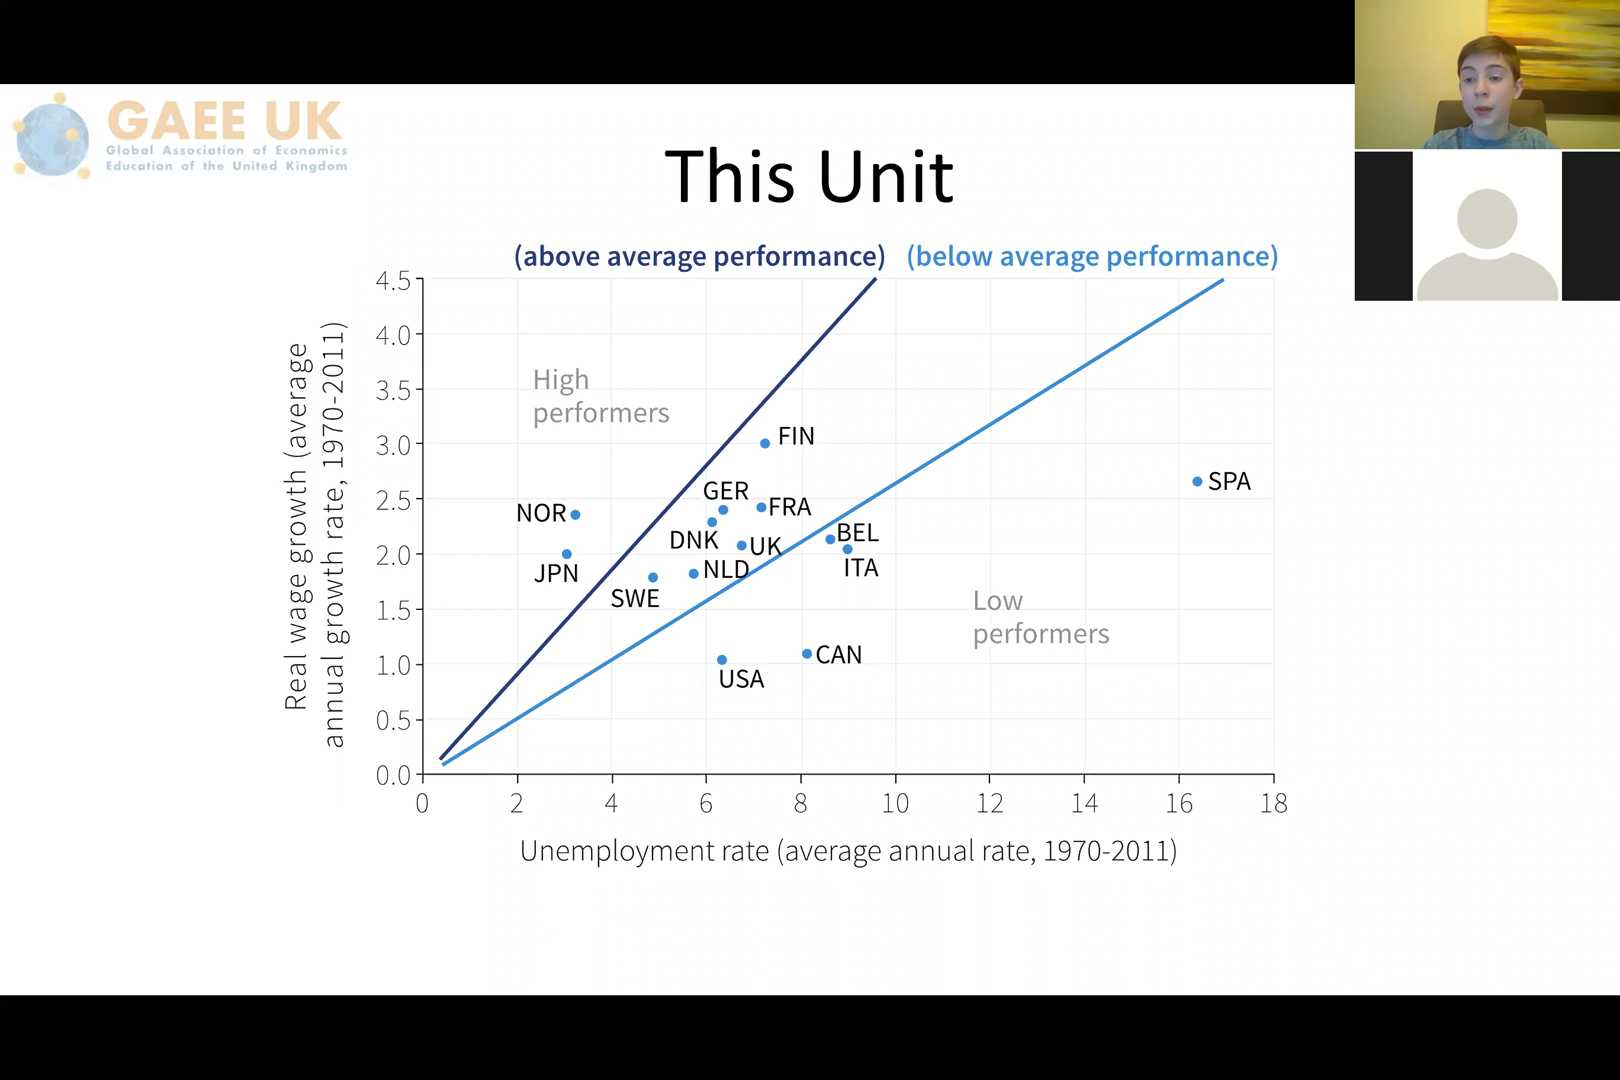 GAEE UK
Global Association of Economics
Education of the United Kingdom
This Unit
(above average performance) (below average performance)
4.5
4.0
3.5
3.0
2.5
2.0
1.5
1.0
0.5
0.0
Real wage growth (average
annual growth rate, 1970-2011)
High
performers
FIN
SPA
GER
FRA
NOR
BEL
DNK
UK
ITA
JPN
NLD
SWE
Low
performers
CAN
USA
0 2 4 6 8 10 12 14 16 18
Unemployment rate (average annual rate, 1970-2011)